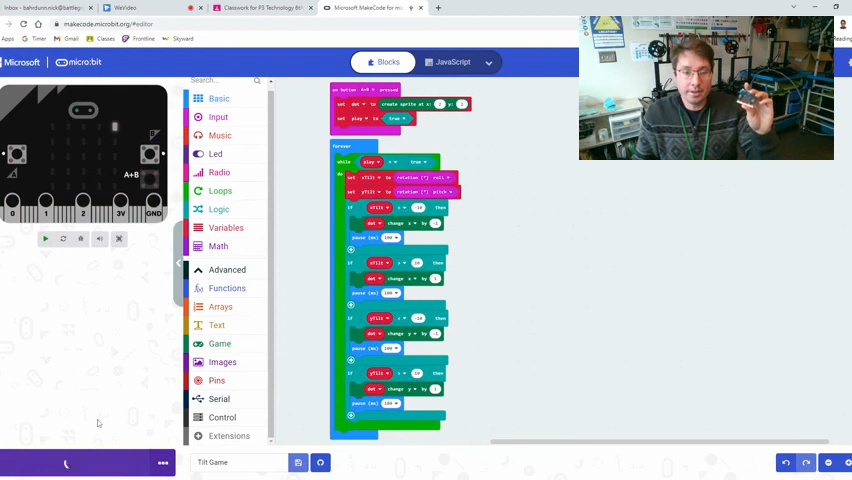 Inbox - bahrdunn.nick@battleg
WeVideo
Classwork for P3 Technology 6th
Microsoft MakeCode for mic
makecode.microbit.org/#editor
Apps
Gimer
Gmail
Classes
Frontline
Skyward
Reading
Microsoft
micro:bit
Blocks
JavaScript
Search...
Basic
Input
Music
Led
Radio
Loops
Logic
Variables
Math
Advanced
Functions
Arrays
Text
Game
Images
Pins
Serial
Control
Extensions
A+B
0 1 2 3V GND
on button A+B pressed
set dot to create sprite at x: 2 y:
set play to true
forever
while play = true
do set xTilt to rotation (°) roll
set yTilt to rotation (°) pitch
if xTilt < -10 then
dot change x by -1
pause (ms) 100
if xTilt > 10 then
dot change x by 1
pause (ms) 100
if yTilt < -10 then
dot change y by -1
pause (ms) 100
if yTilt > 10 then
dot change y by 1
pause (ms) 100
Tilt Game